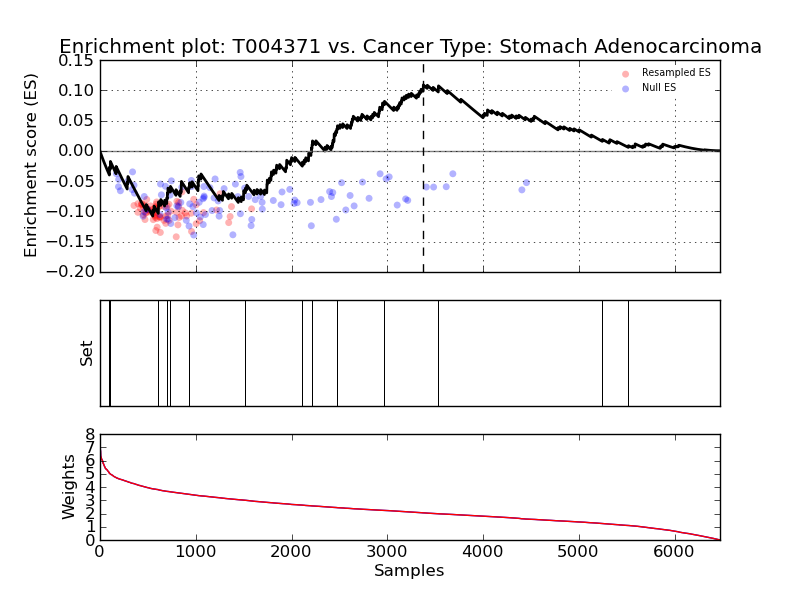 Enrichment plot: T004371 vs. Cancer Type: Stomach Adenocarcinoma
Enrichment score (ES)
0.15
0.10
0.05
0.00
−0.05
−0.10
−0.15
−0.20
Resampled ES
Null ES
Set
Weights
8
7
6
5
4
3
2
1
0
0 1000 2000 3000 4000 5000 6000
Samples